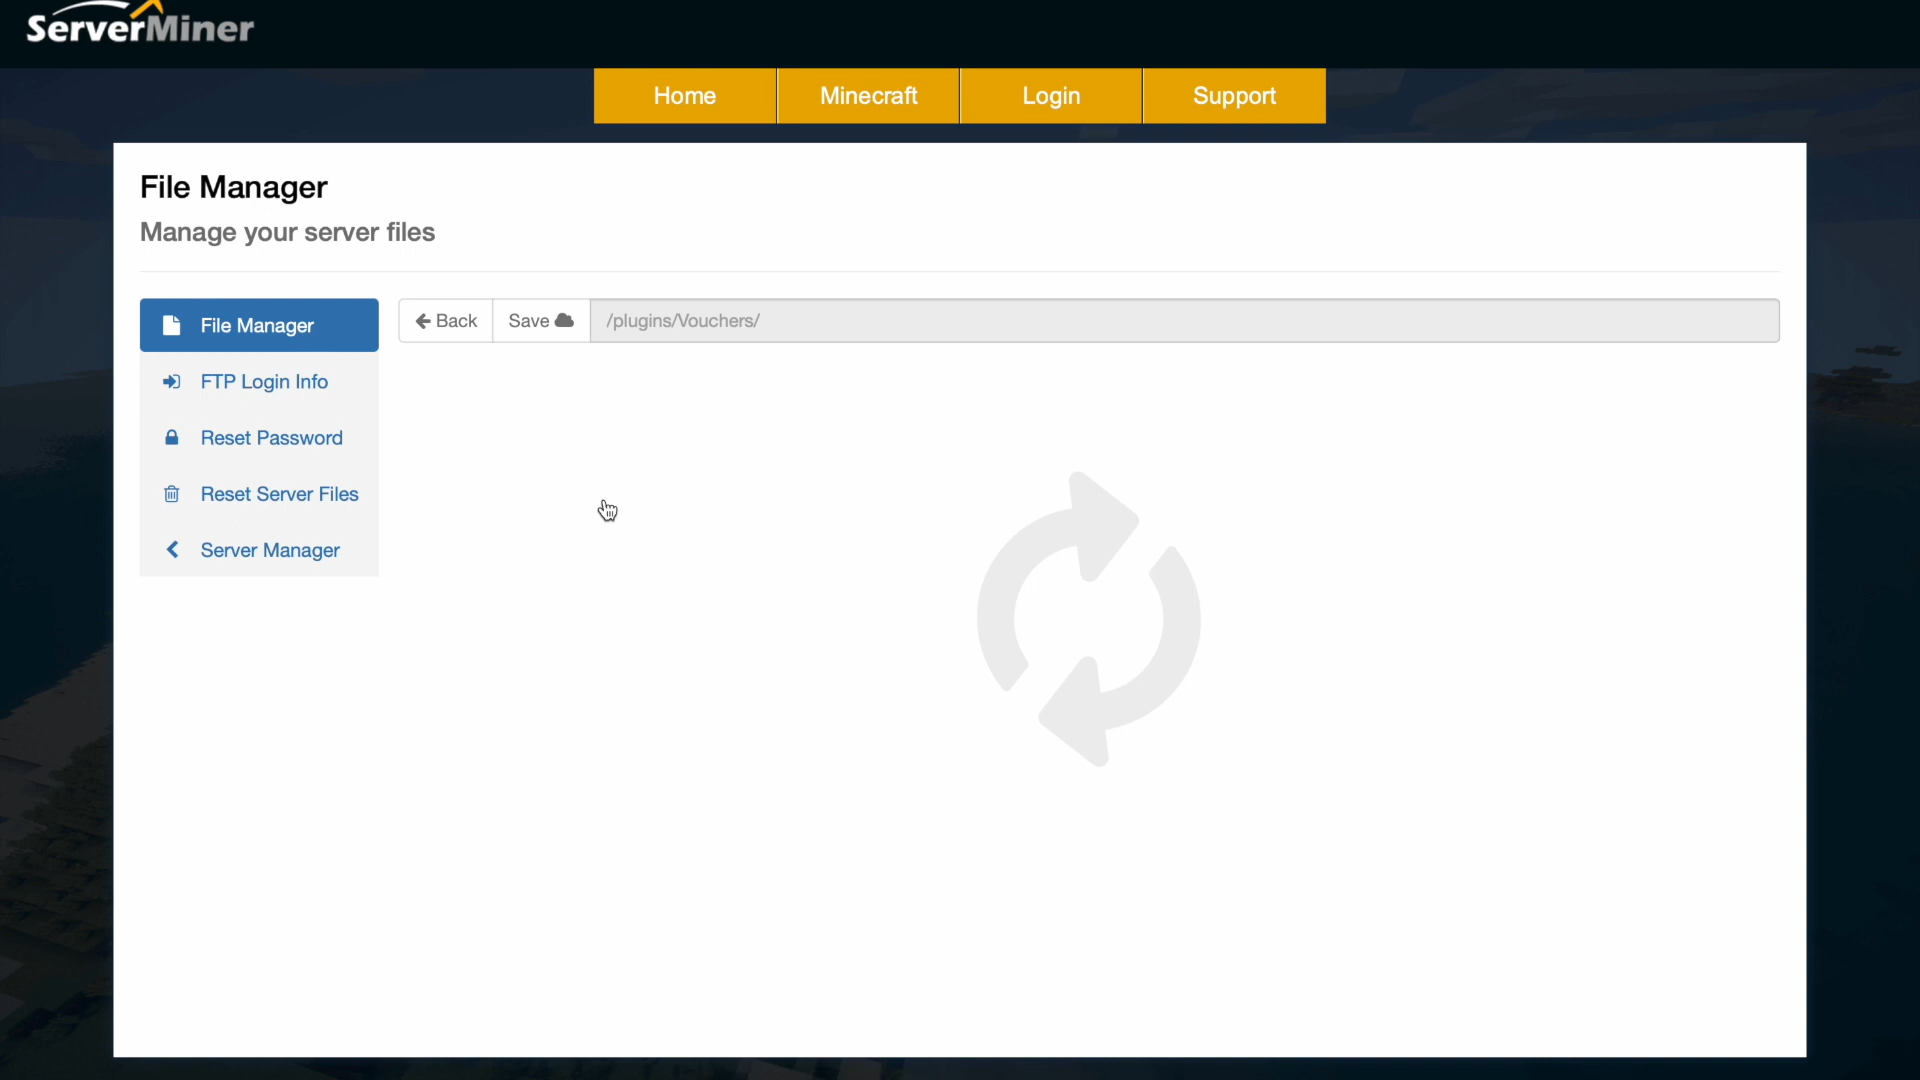 ServerMiner
Home Minecraft Login Support
File Manager
Manage your server files
File Manager
Back Save /plugins/Vouchers/
FTP Login Info
Reset Password
Reset Server Files
Server Manager